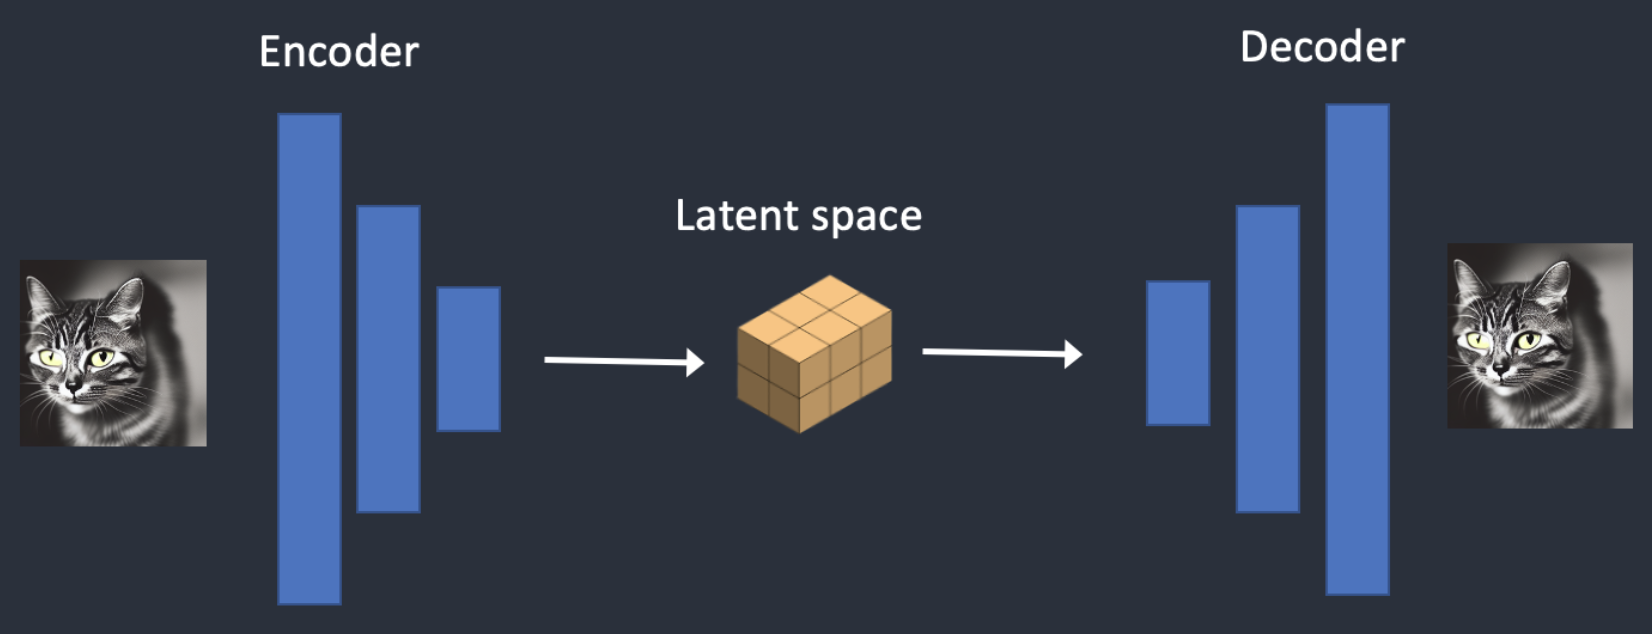 Encoder
Decoder
Latent space